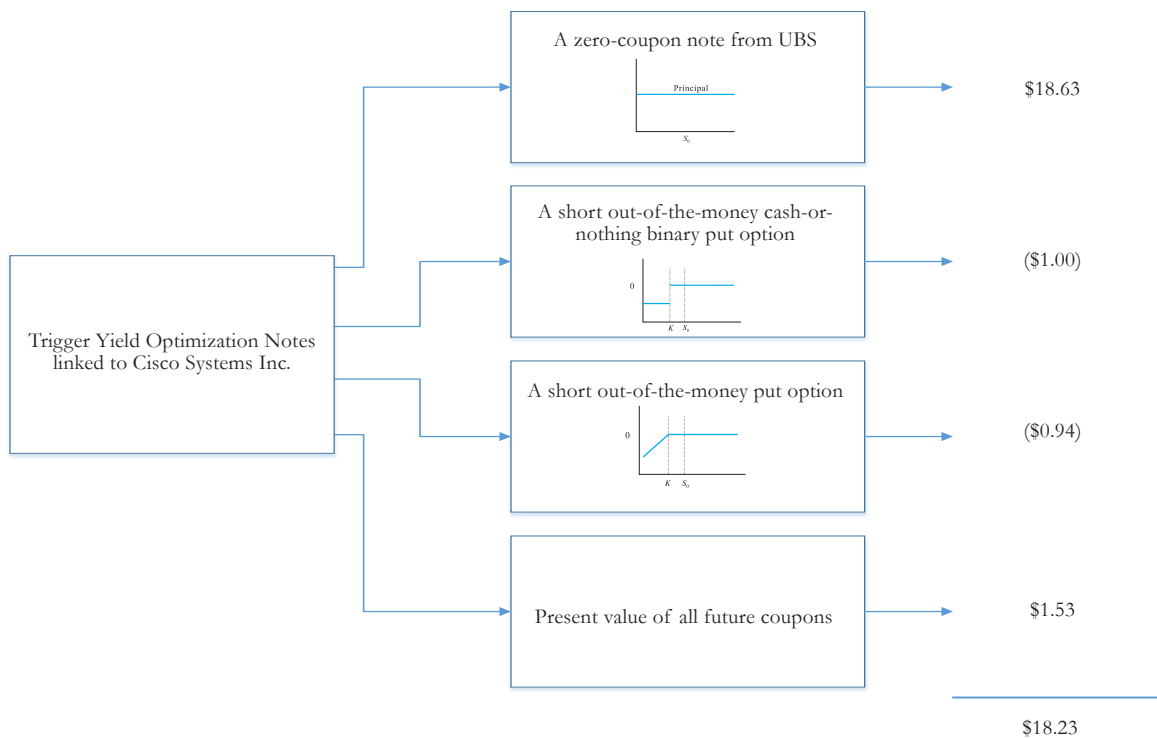 A zero-coupon note from UBS
Principal
S0
$18.63
A short out-of-the-money cash-or-
nothing binary put option
0
K S0
($1.00)
Trigger Yield Optimization Notes
linked to Cisco Systems Inc.
A short out-of-the-money put option
0
K S0
($0.94)
Present value of all future coupons
$1.53
$18.23